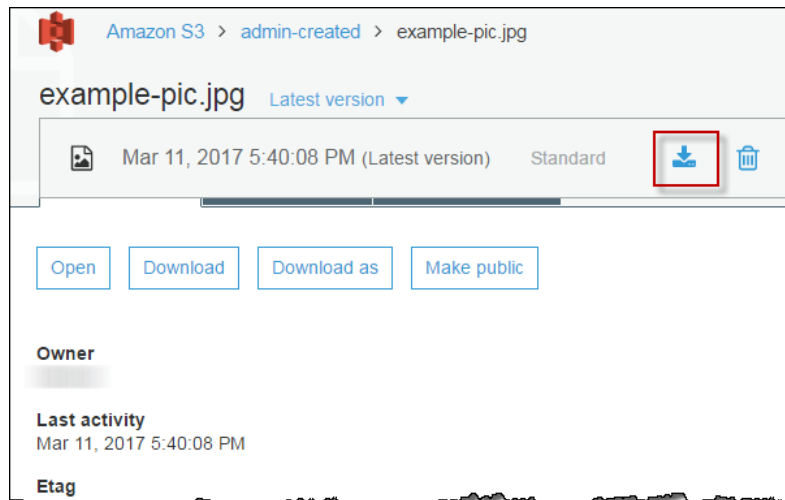 Amazon S3 > admin-created > example-pic.jpg
example-pic.jpg Latest version
Mar 11, 2017 5:40:08 PM (Latest version) Standard
Open Download Download as Make public
Owner
Last activity
Mar 11, 2017 5:40:08 PM
Etag